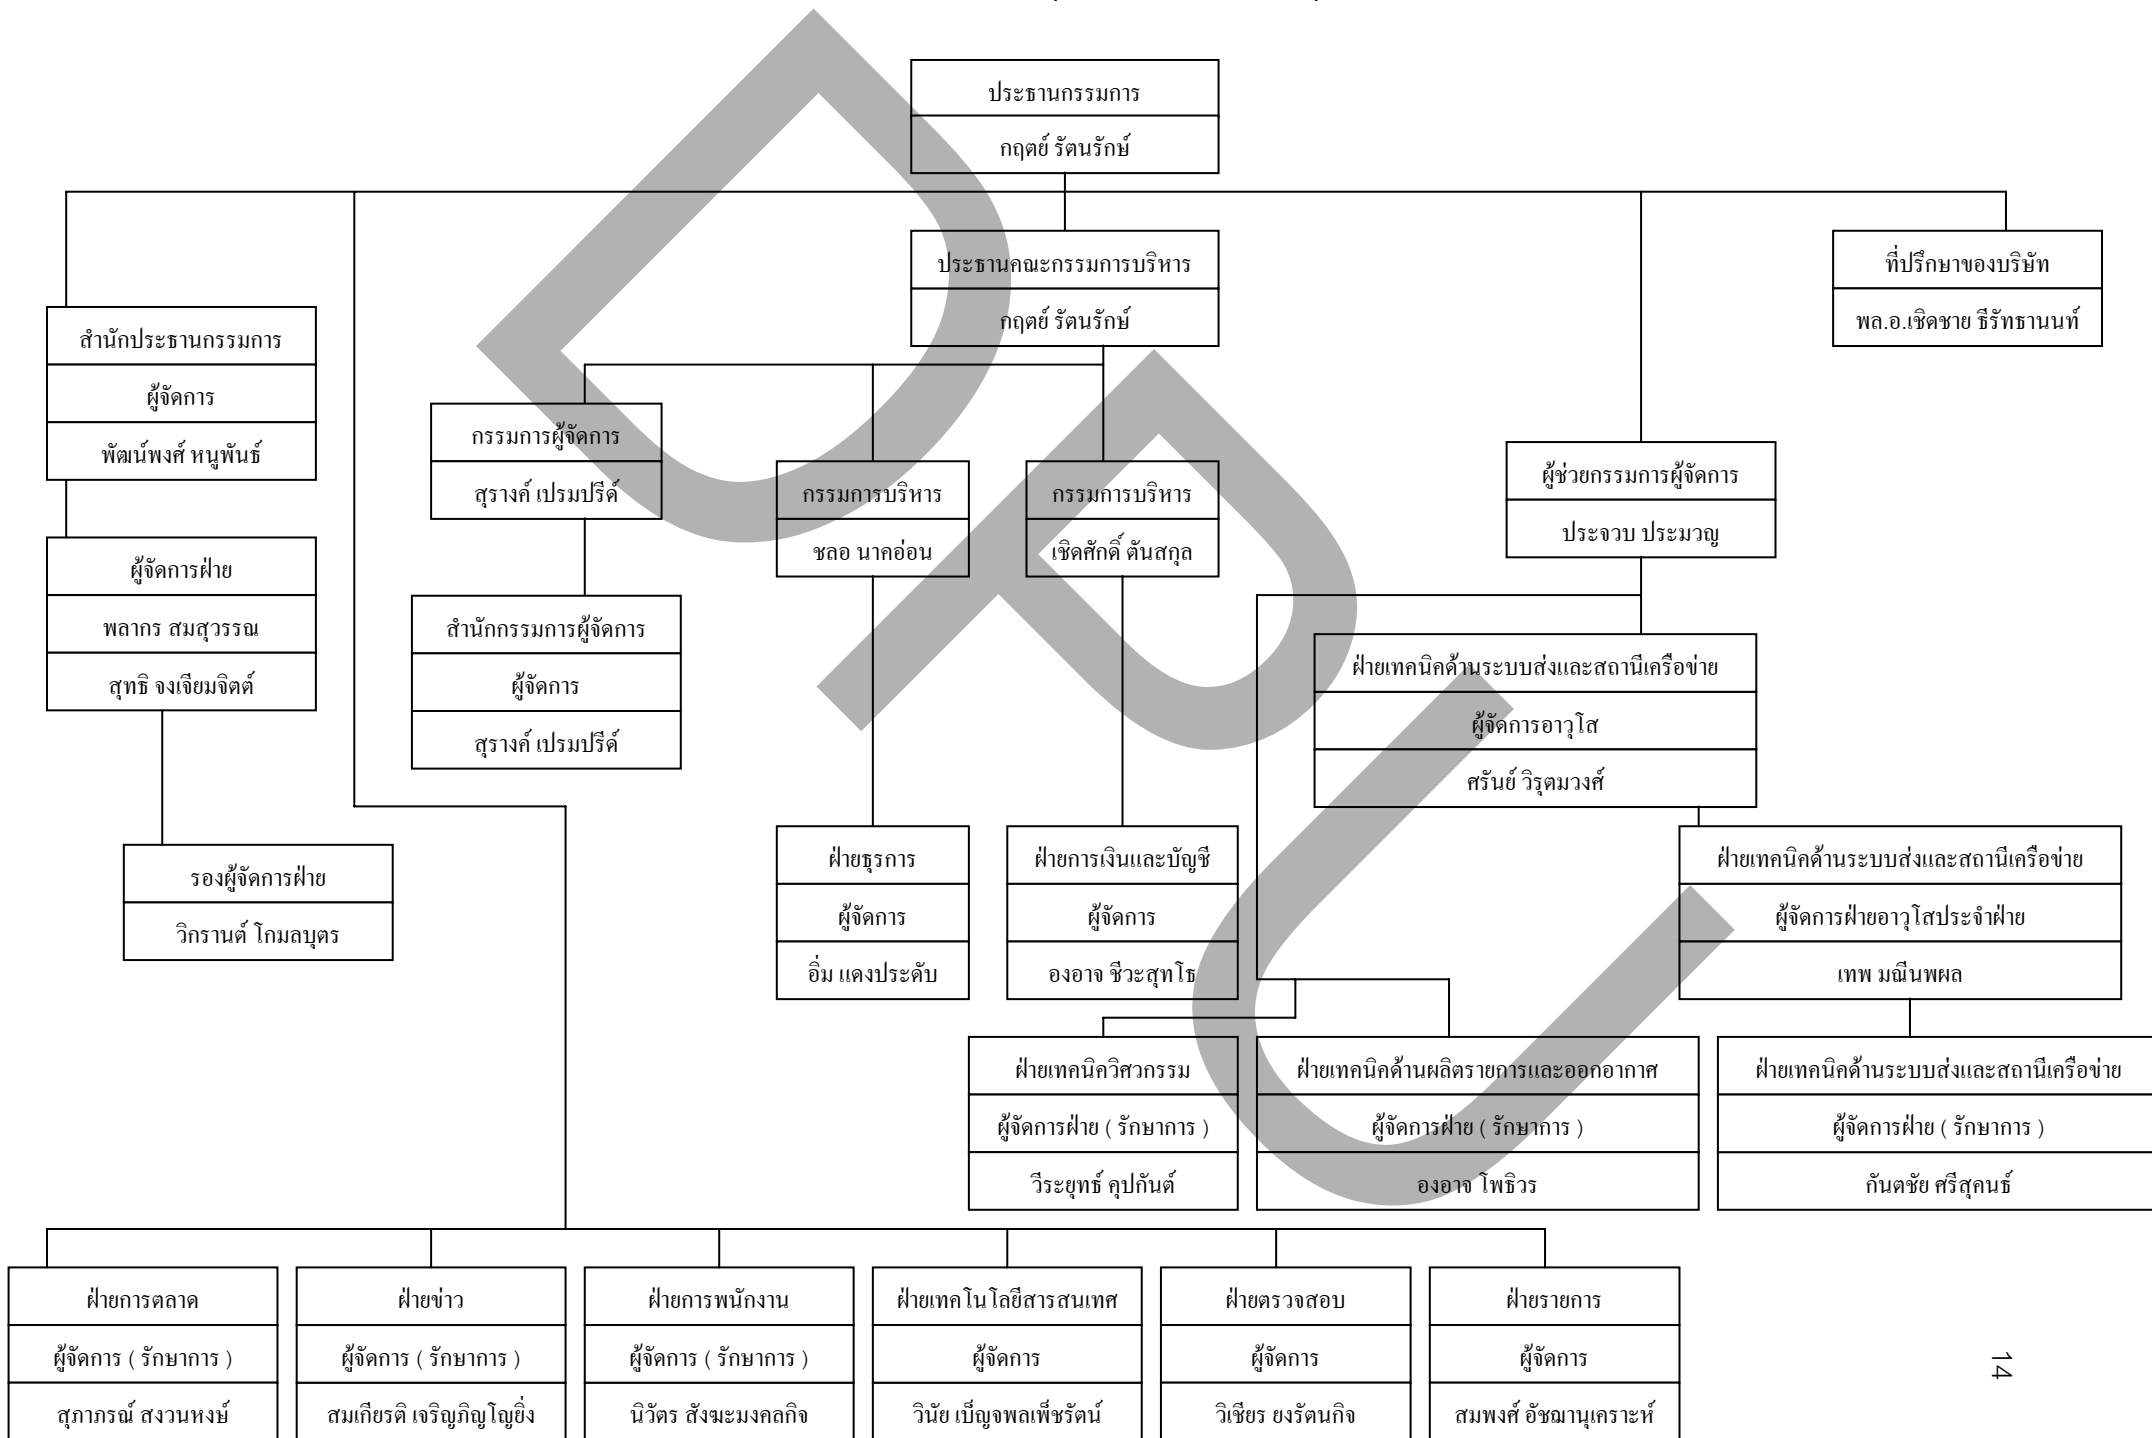 ประธานกรรมการ
กฤตย์ รัตนรักษ์
ประธานคณะกรรมการบริหาร
กฤตย์ รัตนรักษ์
ที่ปรึกษาของบริษัท
พล.อ.เชิดชาย ธีรัทธานนท์
สำนักประธานกรรมการ
ผู้จัดการ
พัฒน์พงศ์ หนูพันธ์
ผู้จัดการฝ่าย
พลากร สมสุวรรณ
สุทธิ จงเจียมจิตต์
รองผู้จัดการฝ่าย
วิกรานต์ โกมลบุตร
กรรมการผู้จัดการ
สุรางค์ เปรมปรีด์
สำนักกรรมการผู้จัดการ
ผู้จัดการ
สุรางค์ เปรมปรีด์
กรรมการบริหาร
ชลอ นาคอ่อน
ฝ่ายธุรการ
ผู้จัดการ
อิ่ม แดงประดับ
กรรมการบริหาร
เชิดศักดิ์ ตันสกุล
ฝ่ายการเงินและบัญชี
ผู้จัดการ
องอาจ ชีวะสุทโธ
ผู้ช่วยกรรมการผู้จัดการ
ประจวบ ประมวญ
ฝ่ายเทคนิคด้านระบบส่งและสถานีเครือข่าย
ผู้จัดการอาวุโส
ศรันย์ วิรุตมวงศ์
ฝ่ายเทคนิคด้านระบบส่งและสถานีเครือข่าย
ผู้จัดการฝ่ายอาวุโสประจำฝ่าย
เทพ มณีนพผล
ฝ่ายเทคนิควิศวกรรม
ผู้จัดการฝ่าย ( รักษาการ )
วีระยุทธ์ คุปกันต์
ฝ่ายเทคนิคด้านผลิตรายการและออกอากาศ
ผู้จัดการฝ่าย ( รักษาการ )
องอาจ โพธิวร
ฝ่ายเทคนิคด้านระบบส่งและสถานีเครือข่าย
ผู้จัดการฝ่าย ( รักษาการ )
กันตชัย ศรีสุคนธ์
ฝ่ายการตลาด
ผู้จัดการ ( รักษาการ )
สุภาภรณ์ สงวนหงษ์
ฝ่ายข่าว
ผู้จัดการ ( รักษาการ )
สมเกียรติ เจริญภิญโญยิ่ง
ฝ่ายการพนักงาน
ผู้จัดการ ( รักษาการ )
นิวัตร สังฆะมงคลกิจ
ฝ่ายเทคโนโลยีสารสนเทศ
ผู้จัดการ
วินัย เบ็ญจพลเพ็ชรัตน์
ฝ่ายตรวจสอบ
ผู้จัดการ
วิเชียร ยงรัตนกิจ
ฝ่ายรายการ
ผู้จัดการ
สมพงศ์ อัชฌานุเคราะห์
14
DPU